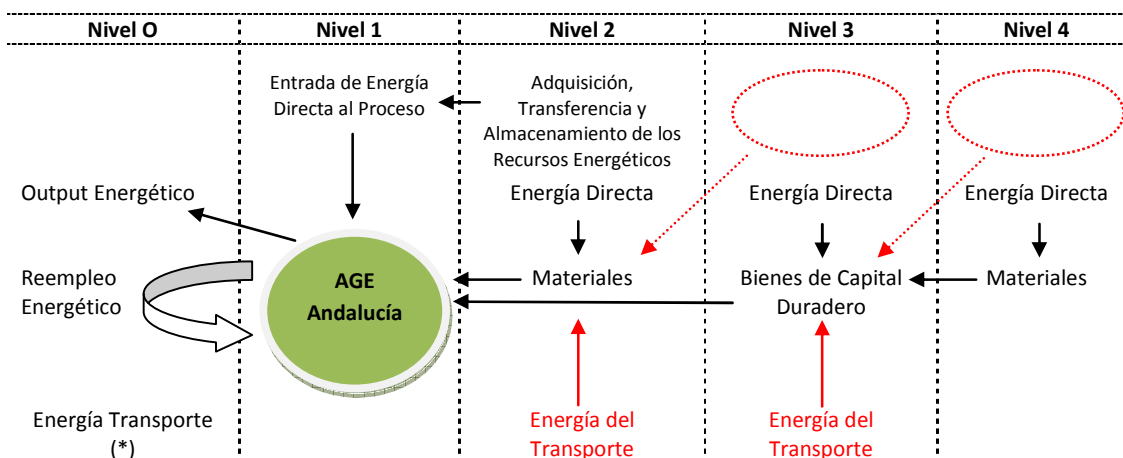 Nivel O
Nivel 1
Nivel 2
Nivel 3
Nivel 4
Entrada de Energía
Directa al Proceso
Adquisición,
Transferencia y
Almacenamiento de los
Recursos Energéticos
Output Energético
Energía Directa
Energía Directa
Energía Directa
Reempleo
Energético
AGE
Andalucía
Materiales
Bienes de Capital
Duradero
Materiales
Energía Transporte
(*)
Energía del
Transporte
Energía del
Transporte